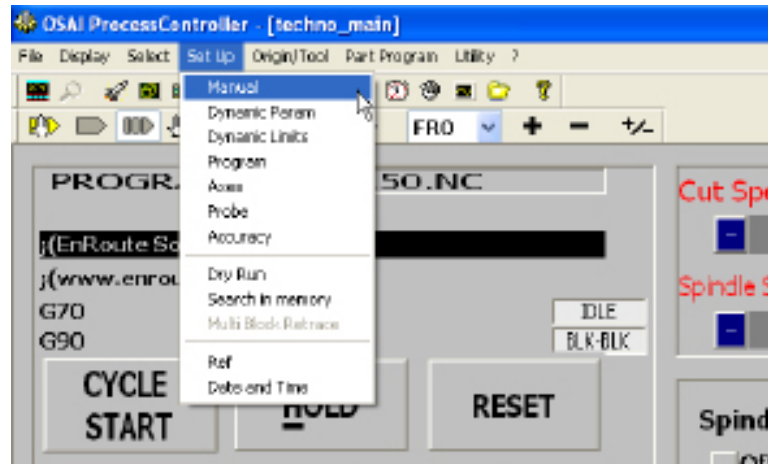 OSAI ProcessController - [techno_main]
File Display Select Set Up Origin/Tool Part Program Utility ?
Manual
Dynamic Param
FRO + - +/-
Dynamic Limits
Program
PROGR 50.NC
Axes
Cut Spe
Probe
Accuracy
;(EnRoute So
-
Dry Run
;(www.enrou
Search in memory
Spindle S
G70
IDLE
Multi Block Retrace
G90
BLK-BLK
-
Ref
Date and Time
CYCLE START
HOLD
RESET
Spind
OF